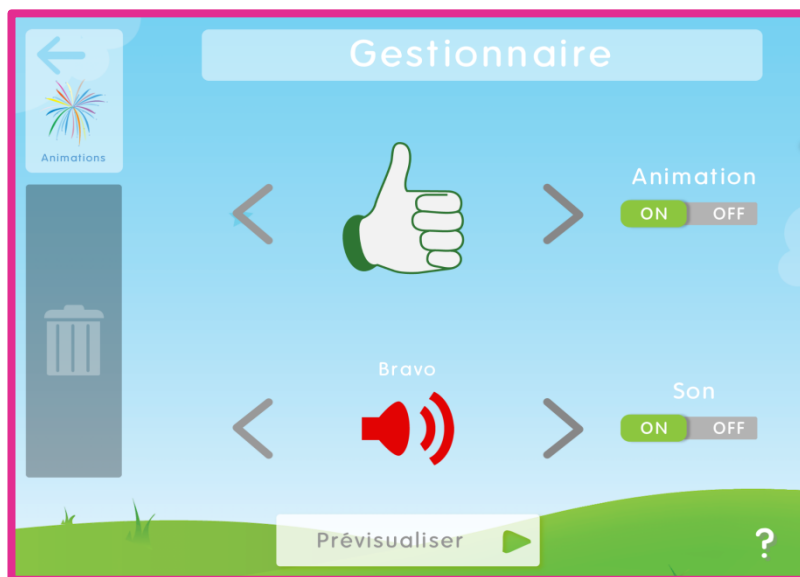 Gestionnaire
Animations
Animation
ON OFF
Bravo
Son
ON OFF
Prévisualiser
?